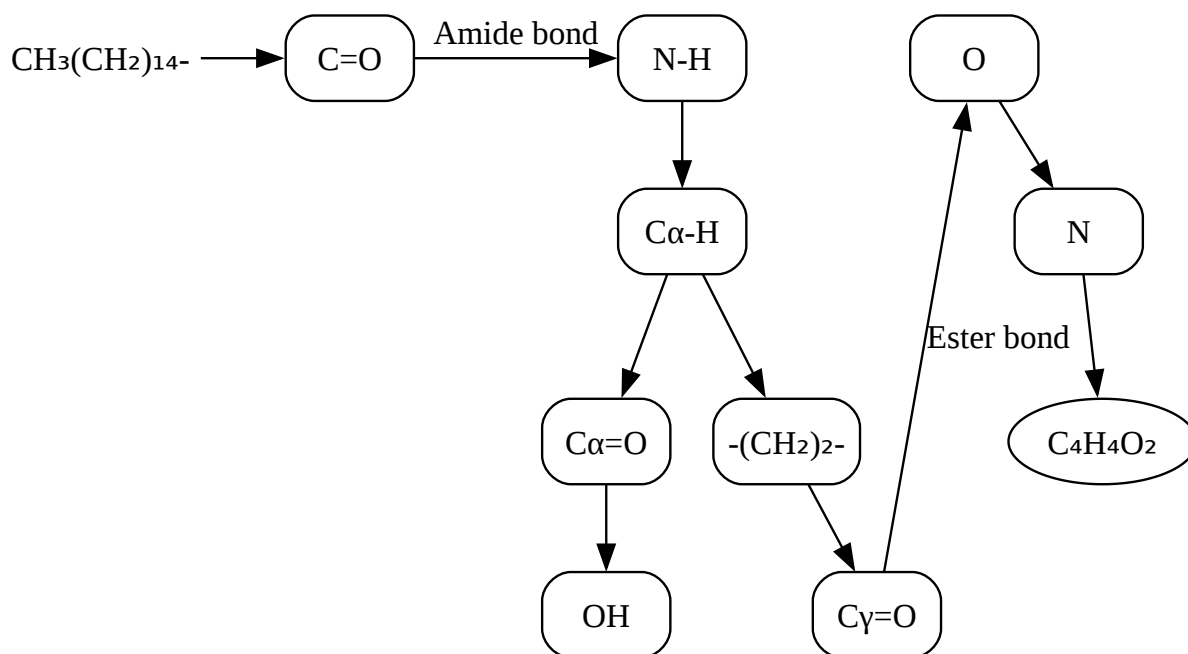 CH₃(CH₂)₁₄-
C=O
Amide bond
N-H
O
Cα-H
N
Ester bond
Cα=O
-(CH₂)₂-
C₄H₄O₂
OH
Cγ=O